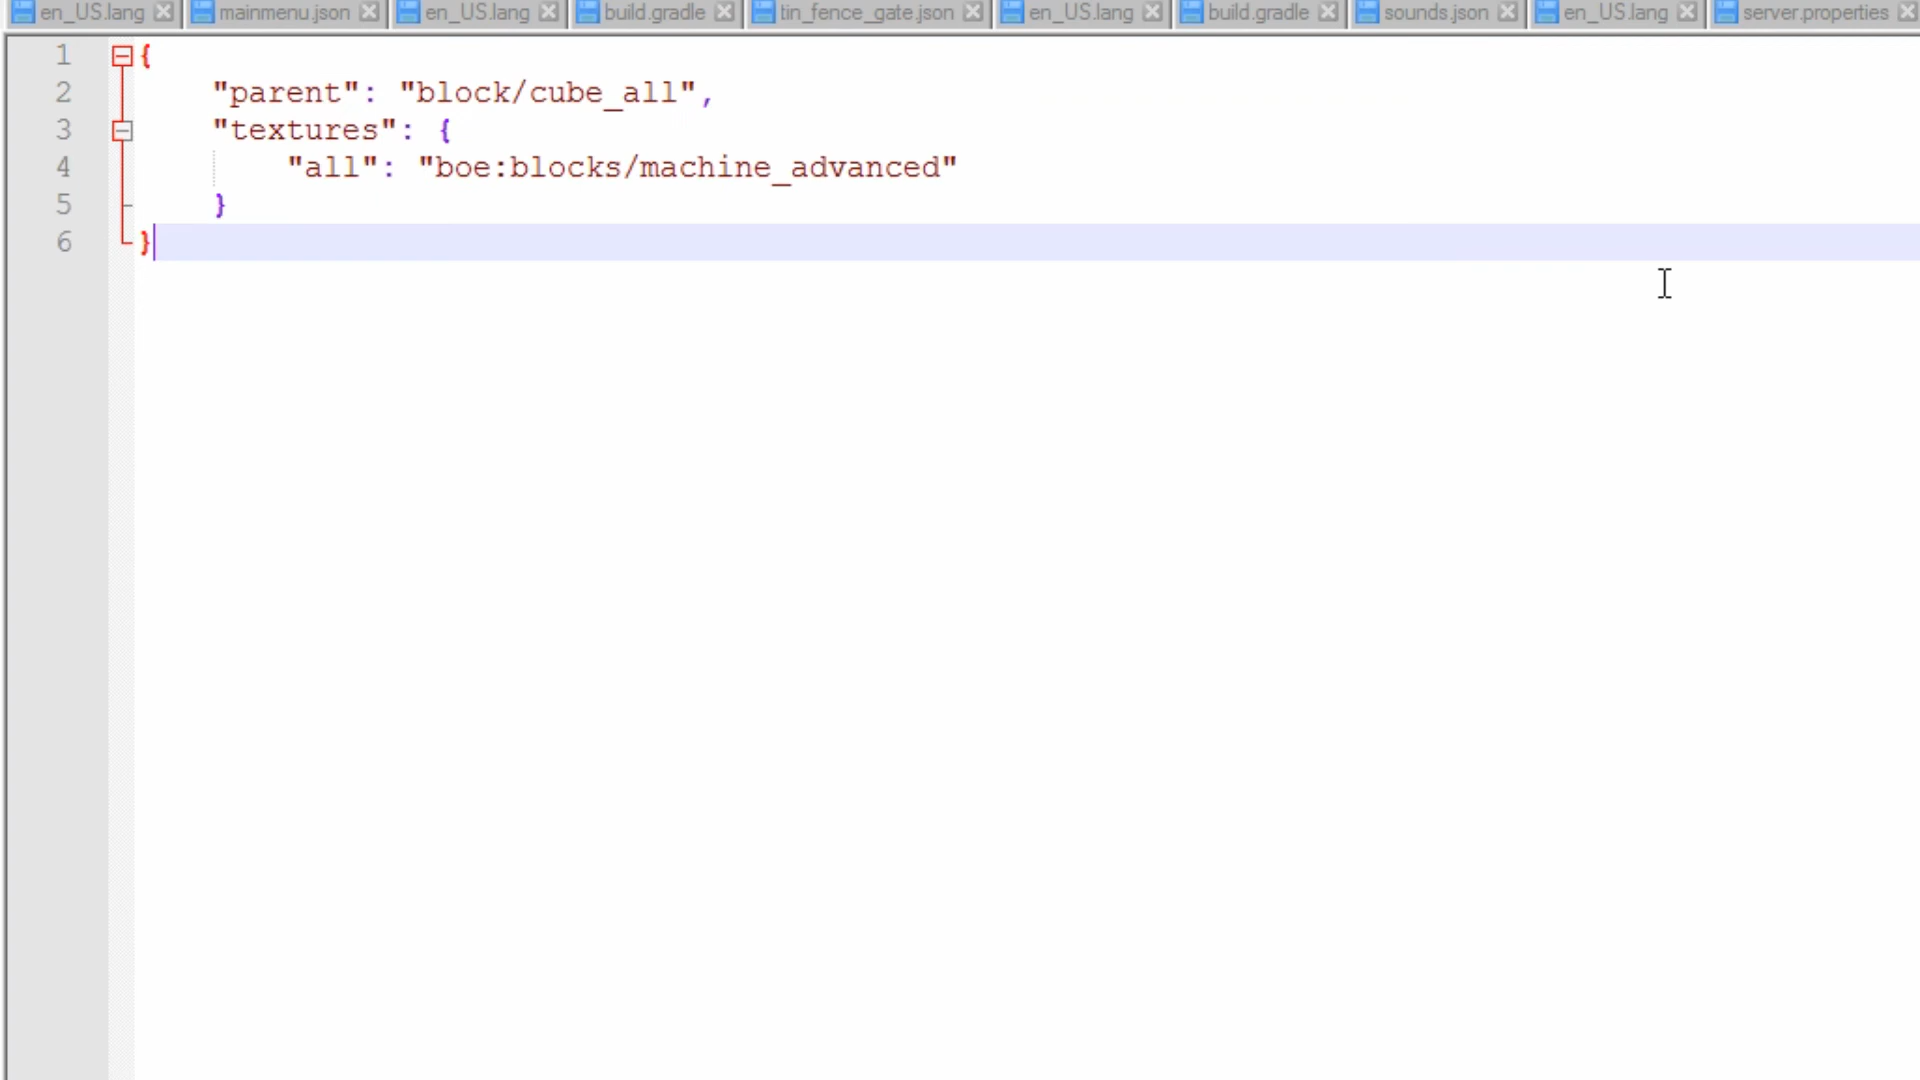 en_US.lang mainmenu.json en_US.lang build.gradle tin_fence_gate.json en_US.lang build.gradle sounds.json en_US.lang server.properties
1 {
2 "parent": "block/cube_all",
3 "textures": {
4 "all": "boe:blocks/machine_advanced"
5 }
6 }